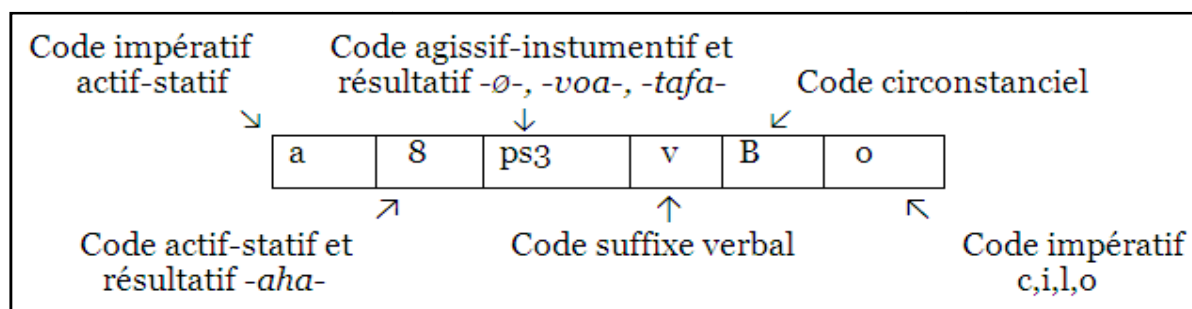 Code impératif
actif-statif
Code agissif-instumentif et
résultatif -ø-, -voa-, -tafa-
Code circonstanciel
↘ ↓ ↙
a 8 ps3 v B o
↗ ↑ ↖
Code actif-statif et
résultatif -aha-
Code suffixe verbal
Code impératif
c,i,l,o